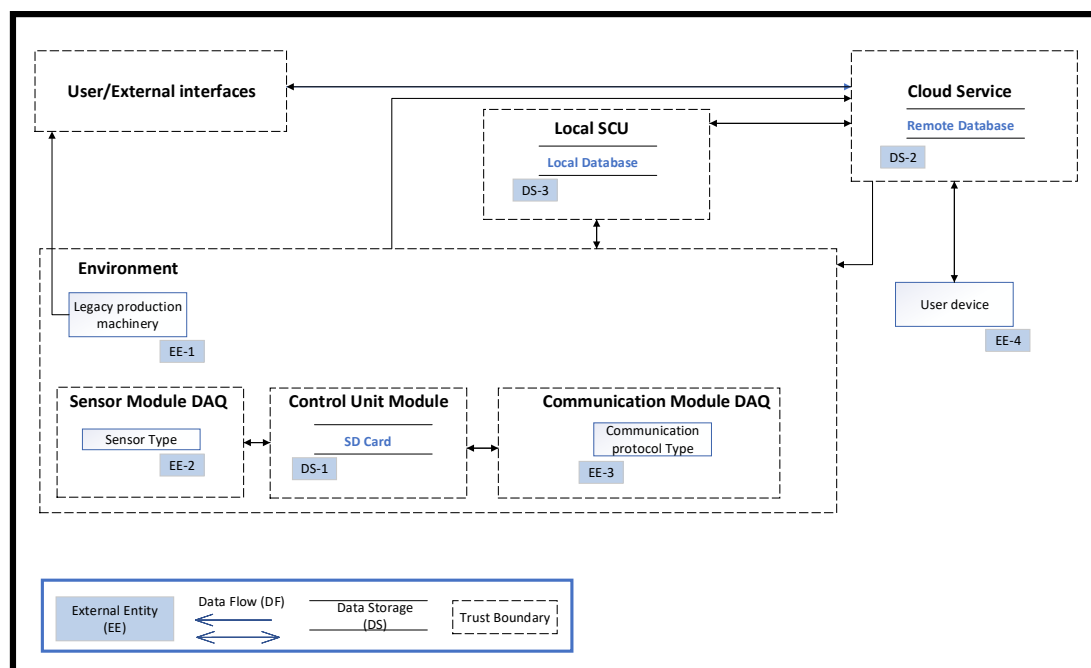 User/External interfaces
Cloud Service
Remote Database
DS-2
Local SCU
Local Database
DS-3
Environment
Legacy production
machinery
EE-1
User device
EE-4
Sensor Module DAQ
Sensor Type
EE-2
Control Unit Module
SD Card
DS-1
Communication Module DAQ
Communication
protocol Type
EE-3
External Entity
(EE)
Data Flow (DF)
Data Storage
(DS)
Trust Boundary